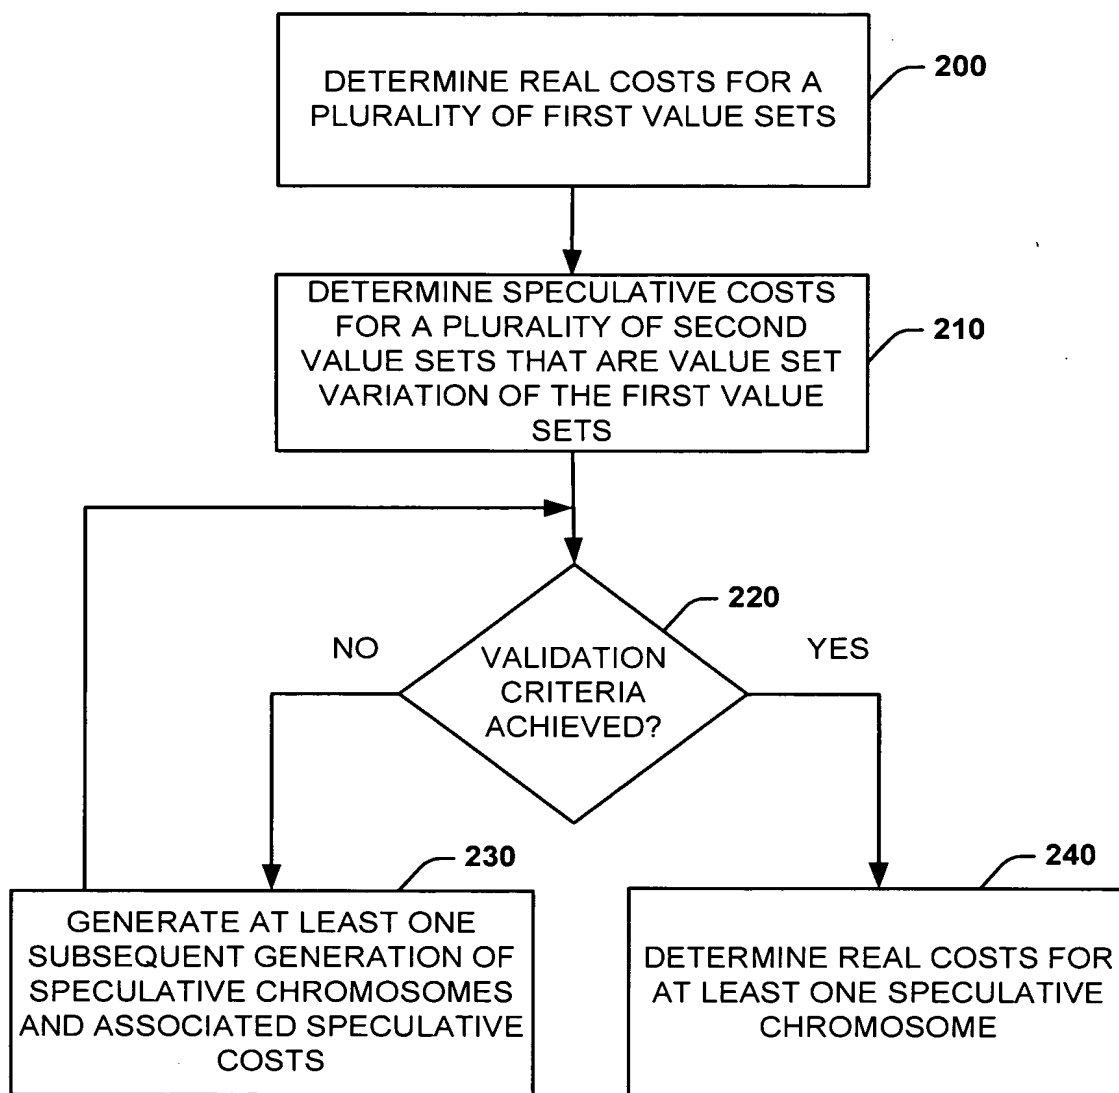 DETERMINE REAL COSTS FOR A
PLURALITY OF FIRST VALUE SETS
200
DETERMINE SPECULATIVE COSTS
FOR A PLURALITY OF SECOND
VALUE SETS THAT ARE VALUE SET
VARIATION OF THE FIRST VALUE
SETS
210
220
NO
YES
VALIDATION
CRITERIA
ACHIEVED?
230
240
GENERATE AT LEAST ONE
SUBSEQUENT GENERATION OF
SPECULATIVE CHROMOSOMES
AND ASSOCIATED SPECULATIVE
COSTS
DETERMINE REAL COSTS FOR
AT LEAST ONE SPECULATIVE
CHROMOSOME